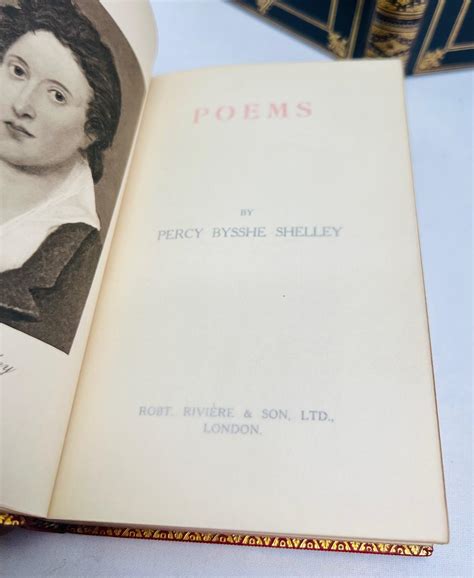 POEMS
BY
PERCY BYSSHE SHELLEY
ROBT. RIVIÈRE & SON, LTD.,
LONDON.